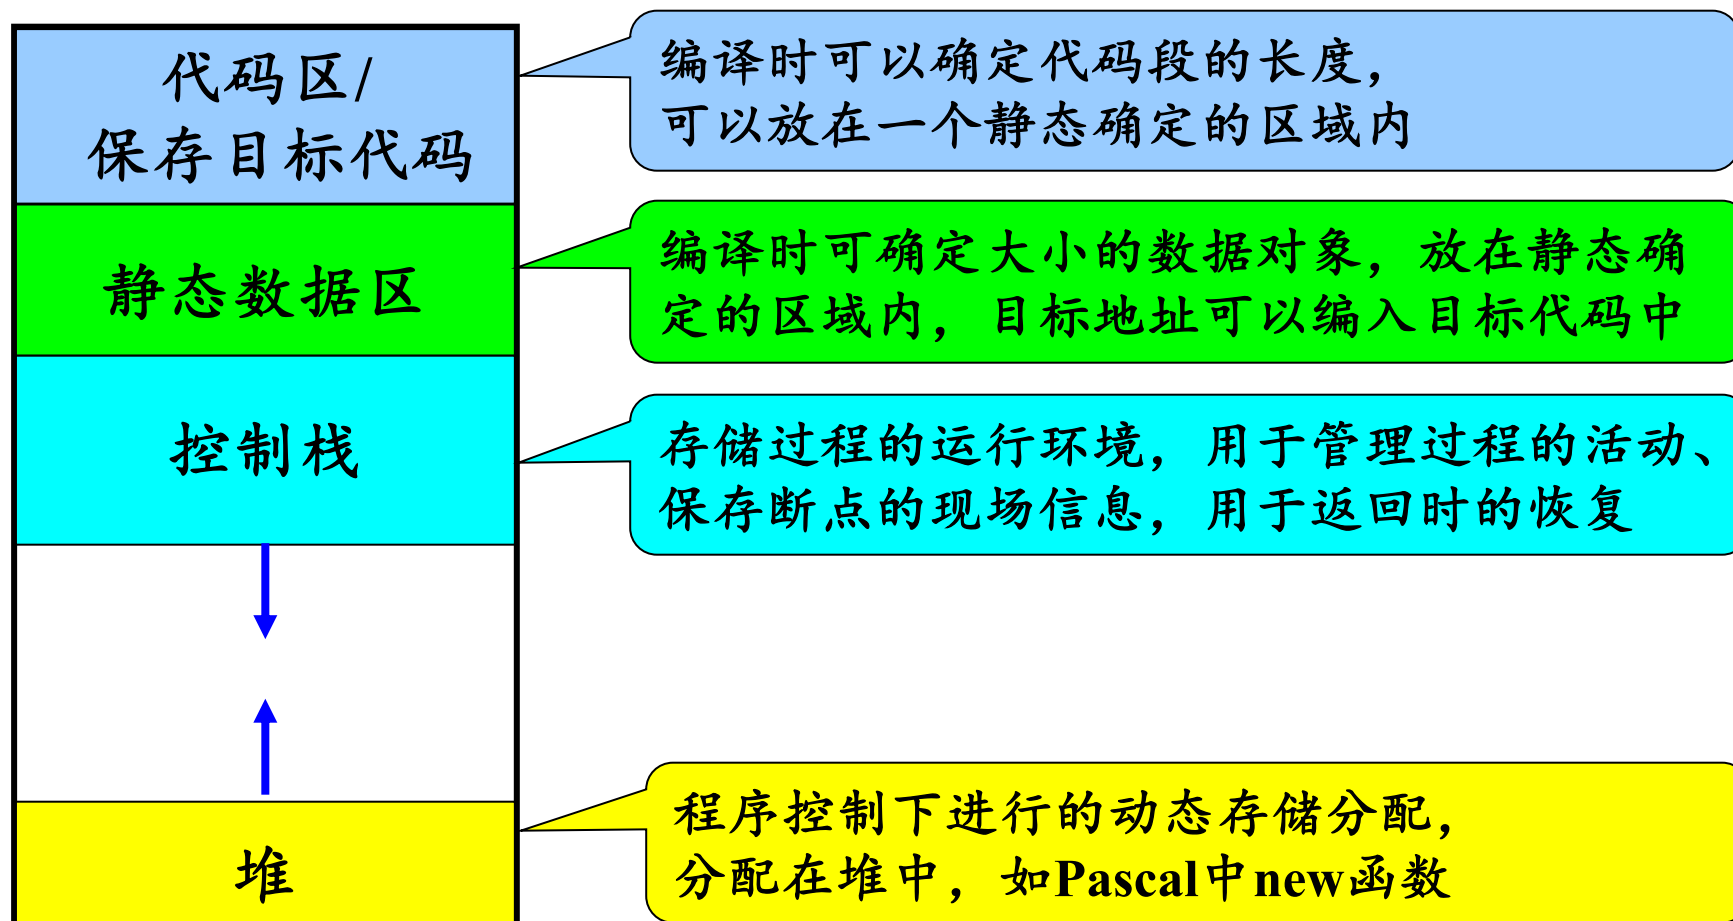 代码区/
保存目标代码
编译时可以确定代码段的长度，
可以放在一个静态确定的区域内
静态数据区
编译时可确定大小的数据对象，放在静态确
定的区域内，目标地址可以编入目标代码中
控制栈
存储过程的运行环境，用于管理过程的活动、
保存断点的现场信息，用于返回时的恢复
堆
程序控制下进行的动态存储分配，
分配在堆中，如Pascal中new函数